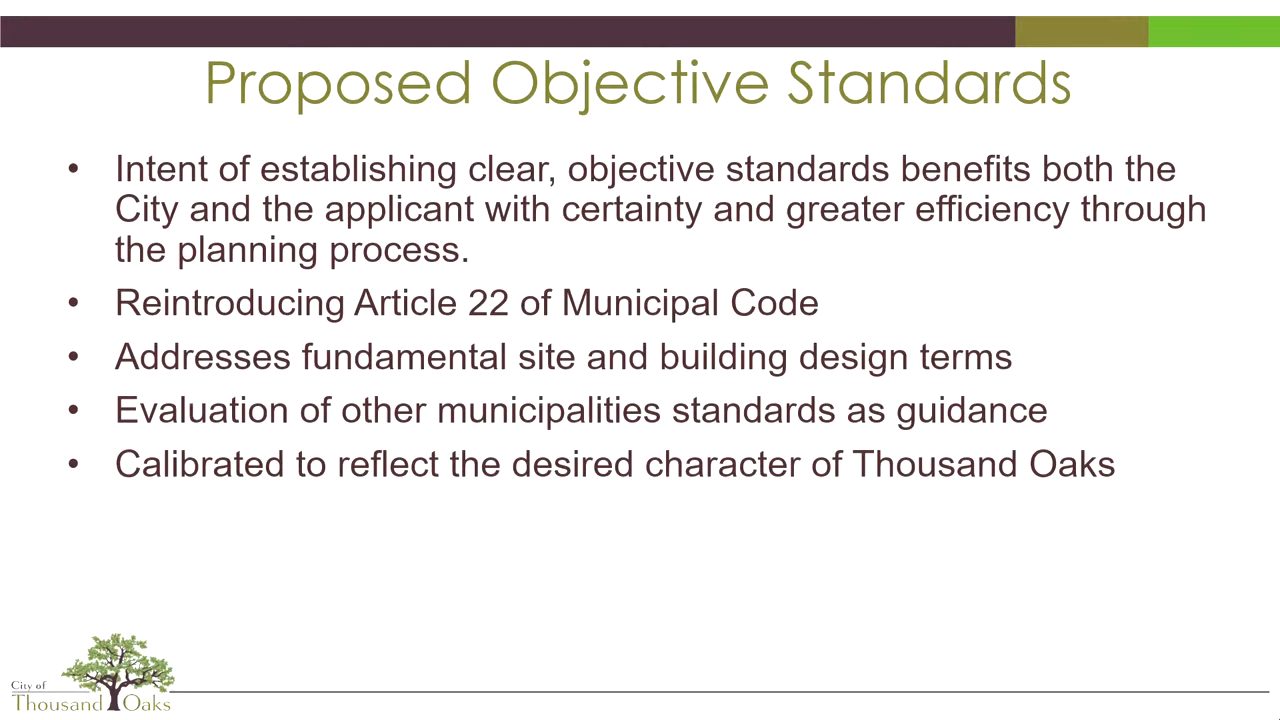 Proposed Objective Standards
• Intent of establishing clear, objective standards benefits both the
City and the applicant with certainty and greater efficiency through
the planning process.
• Reintroducing Article 22 of Municipal Code
• Addresses fundamental site and building design terms
• Evaluation of other municipalities standards as guidance
• Calibrated to reflect the desired character of Thousand Oaks
City of
Thousand Oaks